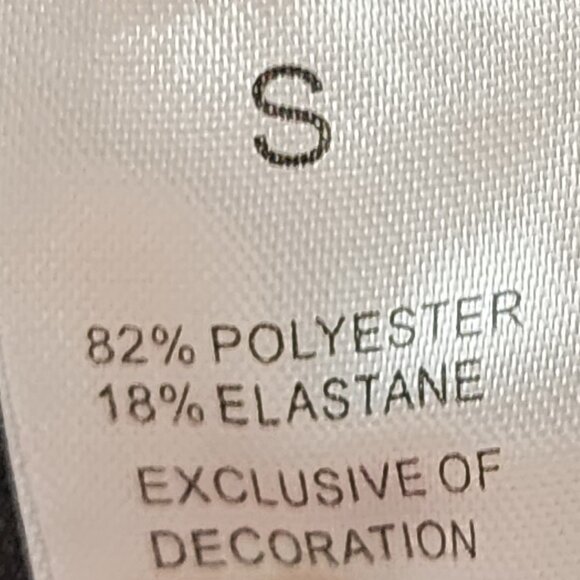 S
82% POLYESTER
18% ELASTANE
EXCLUSIVE OF
DECORATION